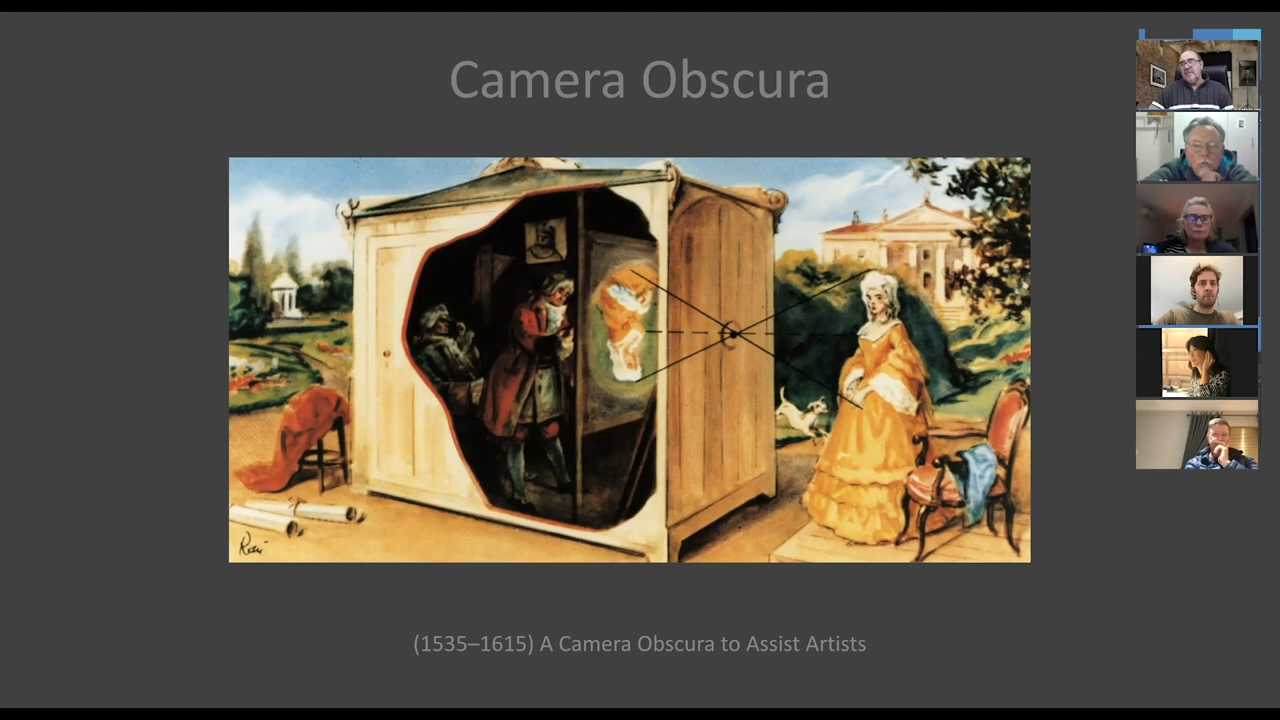 Camera Obscura
(1535–1615) A Camera Obscura to Assist Artists